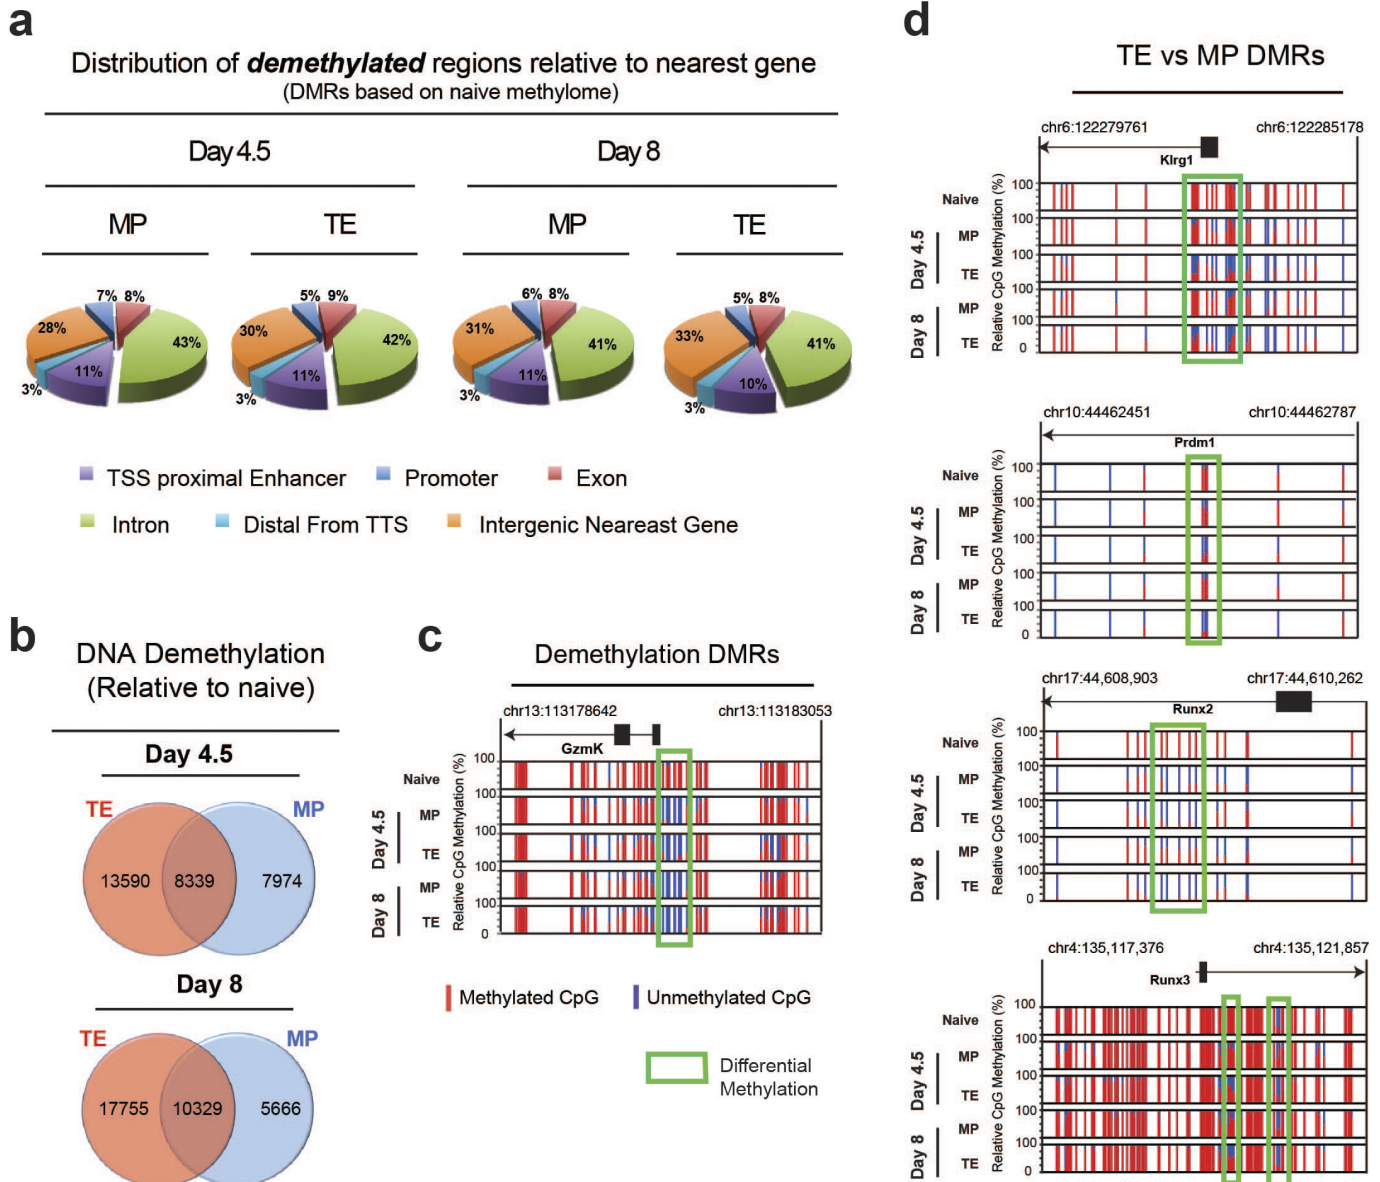 a
Distribution of demethylated regions relative to nearest gene
(DMRs based on naive methylome)
Day 4.5
Day 8
MP
TE
MP
TE
7% 8%
28%
43%
11%
3%
5% 9%
30%
42%
11%
3%
6% 8%
31%
41%
11%
3%
5% 8%
33%
41%
10%
3%
TSS proximal Enhancer
Promoter
Exon
Intron
Distal From TTS
Intergenic Neareast Gene
b
DNA Demethylation
(Relative to naive)
Day 4.5
TE
MP
13590
8339
7974
Day 8
TE
MP
17755
10329
5666
c
Demethylation DMRs
chr13:113178642
chr13:113183053
GzmK
Relative CpG Methylation (%)
100
Naive
100
Day 4.5
MP
100
TE
100
Day 8
MP
100
TE
0
Methylated CpG
Unmethylated CpG
Differential
Methylation
d
TE vs MP DMRs
chr6:122279761
chr6:122285178
Klrg1
Relative CpG Methylation (%)
100
Naive
100
Day 4.5
MP
100
TE
100
Day 8
MP
100
TE
0
chr10:44462451
chr10:44462787
Prdm1
Relative CpG Methylation (%)
100
Naive
100
Day 4.5
MP
100
TE
100
Day 8
MP
100
TE
0
chr17:44,608,903
chr17:44,610,262
Runx2
Relative CpG Methylation (%)
100
Naive
100
Day 4.5
MP
100
TE
100
Day 8
MP
100
TE
0
chr4:135,117,376
chr4:135,121,857
Runx3
Relative CpG Methylation (%)
100
Naive
100
Day 4.5
MP
100
TE
100
Day 8
MP
100
TE
0